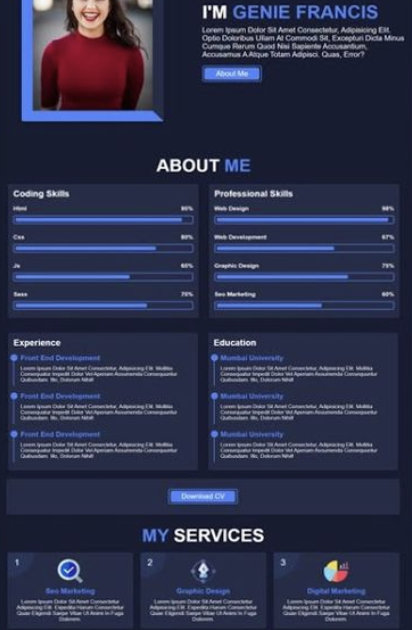 I'M GENIE FRANCIS
Lorem Ipsum Dolor Sit Amet Consectetur, Adipisicing Elit.
Optio Doloribus Ullam At Commodi Sit, Excepturi Dicta Minus
Cumque Rerum Quod Nisi Sapiente Accusantium,
Accusamus A Atque Totam Adipisci. Quas, Error?
About Me
ABOUT ME
Coding Skills
Html
Css 80%
Js 60%
Sass 75%
Professional Skills
Web Design 98%
Web Development 67%
Graphic Design 75%
Seo Marketing 60%
Experience
Front End Development
Lorem Ipsum Dolor Sit Amet Consectetur, Adipisicing Elit. Mollitia
Consequatur Impedit Dolor Vel Aperiam Assumenda Consequuntur
Quibusdam. Illo, Dolorum Nihil!
Front End Development
Lorem Ipsum Dolor Sit Amet Consectetur, Adipisicing Elit. Mollitia
Consequatur Impedit Dolor Vel Aperiam Assumenda Consequuntur
Quibusdam. Illo, Dolorum Nihil!
Front End Development
Lorem Ipsum Dolor Sit Amet Consectetur, Adipisicing Elit. Mollitia
Consequatur Impedit Dolor Vel Aperiam Assumenda Consequuntur
Quibusdam. Illo, Dolorum Nihil!
Education
Mumbai University
Lorem Ipsum Dolor Sit Amet Consectetur, Adipisicing Elit. Mollitia
Consequatur Impedit Dolor Vel Aperiam Assumenda Consequuntur
Quibusdam. Illo, Dolorum Nihil!
Mumbai University
Lorem Ipsum Dolor Sit Amet Consectetur, Adipisicing Elit. Mollitia
Consequatur Impedit Dolor Vel Aperiam Assumenda Consequuntur
Quibusdam. Illo, Dolorum Nihil!
Mumbai University
Lorem Ipsum Dolor Sit Amet Consectetur, Adipisicing Elit. Mollitia
Consequatur Impedit Dolor Vel Aperiam Assumenda Consequuntur
Quibusdam. Illo, Dolorum Nihil!
Download CV
MY SERVICES
1
Seo Marketing
Lorem Ipsum Dolor Sit Amet Consectetur
Adipisicing Elit. Expedita Harum Consectetur
Quae Eligendi Saepe Vitae Ut Animi In Fuga
Dolorem.
2
Graphic Design
Lorem Ipsum Dolor Sit Amet Consectetur
Adipisicing Elit. Expedita Harum Consectetur
Quae Eligendi Saepe Vitae Ut Animi In Fuga
Dolorem.
3
Digital Marketing
Lorem Ipsum Dolor Sit Amet Consectetur
Adipisicing Elit. Expedita Harum Consectetur
Quae Eligendi Saepe Vitae Ut Animi In Fuga
Dolorem.